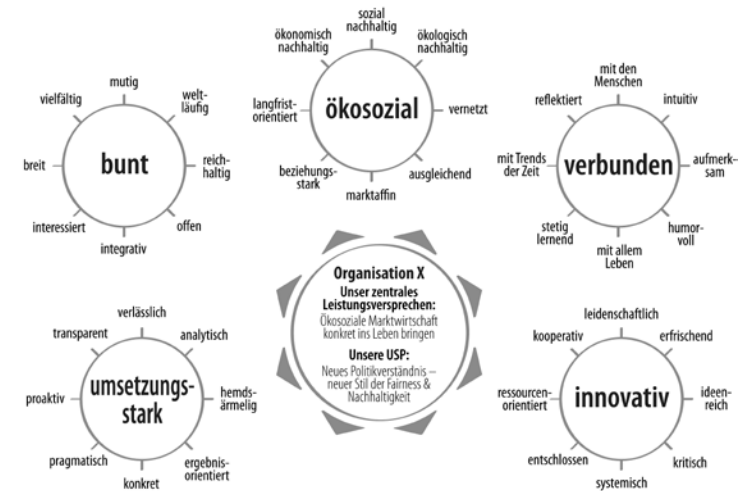 mutig
welt-
läufig
reich-
haltig
offen
integrativ
interessiert
breit
vielfältig
bunt
sozial
nachhaltig
ökologisch
nachhaltig
vernetzt
ausgleichend
marktaffin
beziehungs-
stark
langfrist-
orientiert
ökonomisch
nachhaltig
ökosozial
mit den
Menschen
intuitiv
aufmerk-
sam
humor-
voll
mit allem
Leben
stetig
lernend
mit Trends
der Zeit
reflektiert
verbunden
Organisation X
Unser zentrales
Leistungsversprechen:
Ökosoziale Marktwirtschaft
konkret ins Leben bringen
Unsere USP:
Neues Politikverständnis –
neuer Stil der Fairness &
Nachhaltigkeit
verlässlich
analytisch
hemds-
ärmelig
ergebnis-
orientiert
konkret
pragmatisch
proaktiv
transparent
umsetzungs-
stark
leidenschaftlich
erfrischend
ideen-
reich
kritisch
systemisch
entschlossen
ressourcen-
orientiert
kooperativ
innovativ